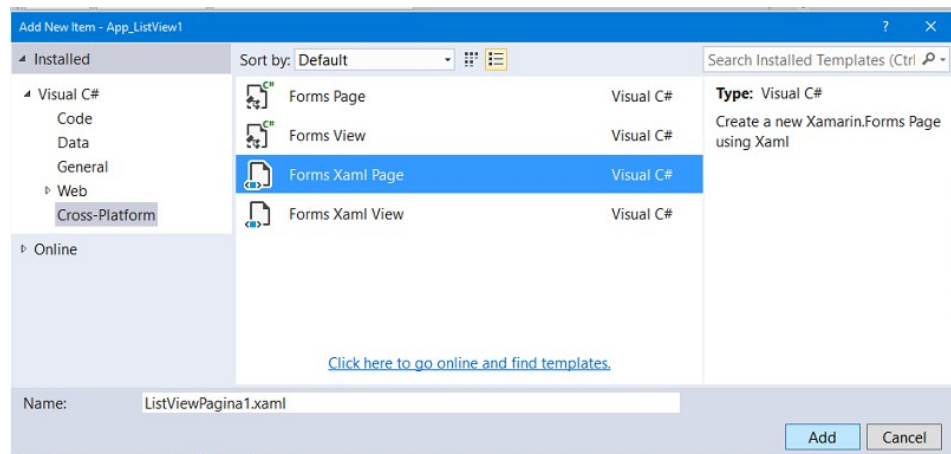 Add New Item - App_ListView1
Installed
Sort by: Default
Search Installed Templates (Ctrl
Visual C#
Code
Data
General
Web
Cross-Platform
Online
Forms Page Visual C#
Forms View Visual C#
Forms Xaml Page Visual C#
Forms Xaml View Visual C#
Click here to go online and find templates.
Type: Visual C#
Create a new Xamarin.Forms Page
using Xaml
Name: ListViewPagina1.xaml
Add Cancel